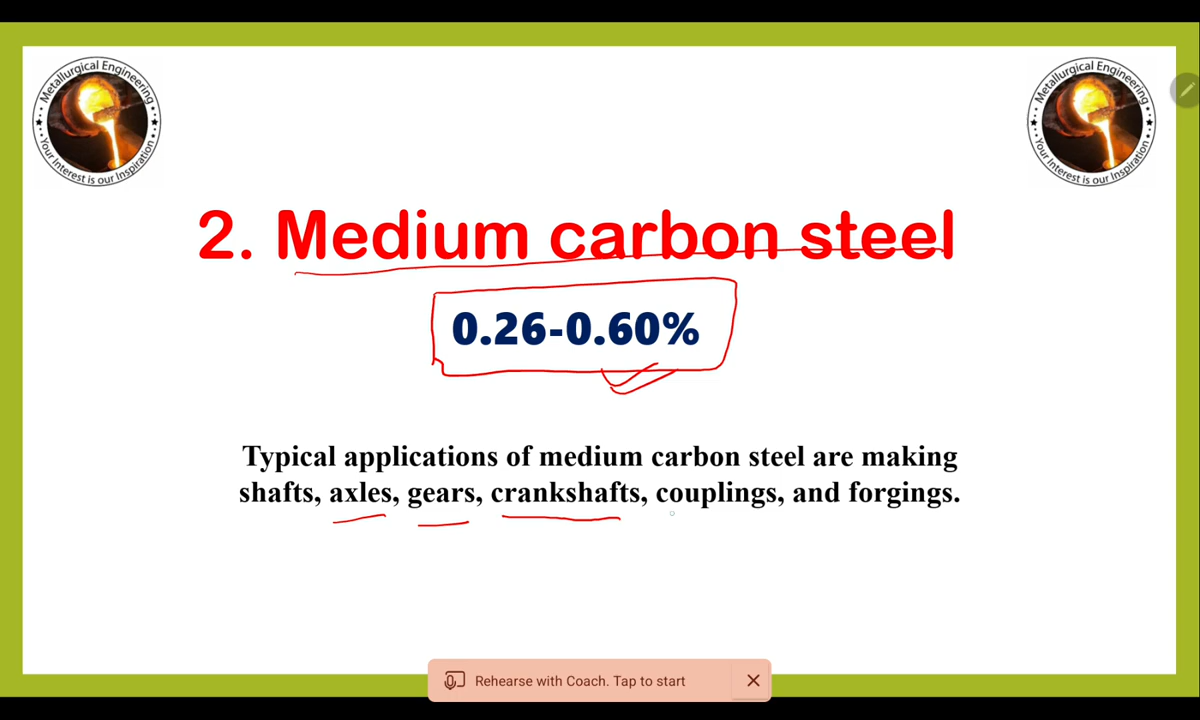 Metallurgical Engineering
Your Interest is our Inspiration
Metallurgical Engineering
Your Interest is our Inspiration
2. Medium carbon steel
0.26-0.60%
Typical applications of medium carbon steel are making
shafts, axles, gears, crankshafts, couplings, and forgings.
Rehearse with Coach. Tap to start